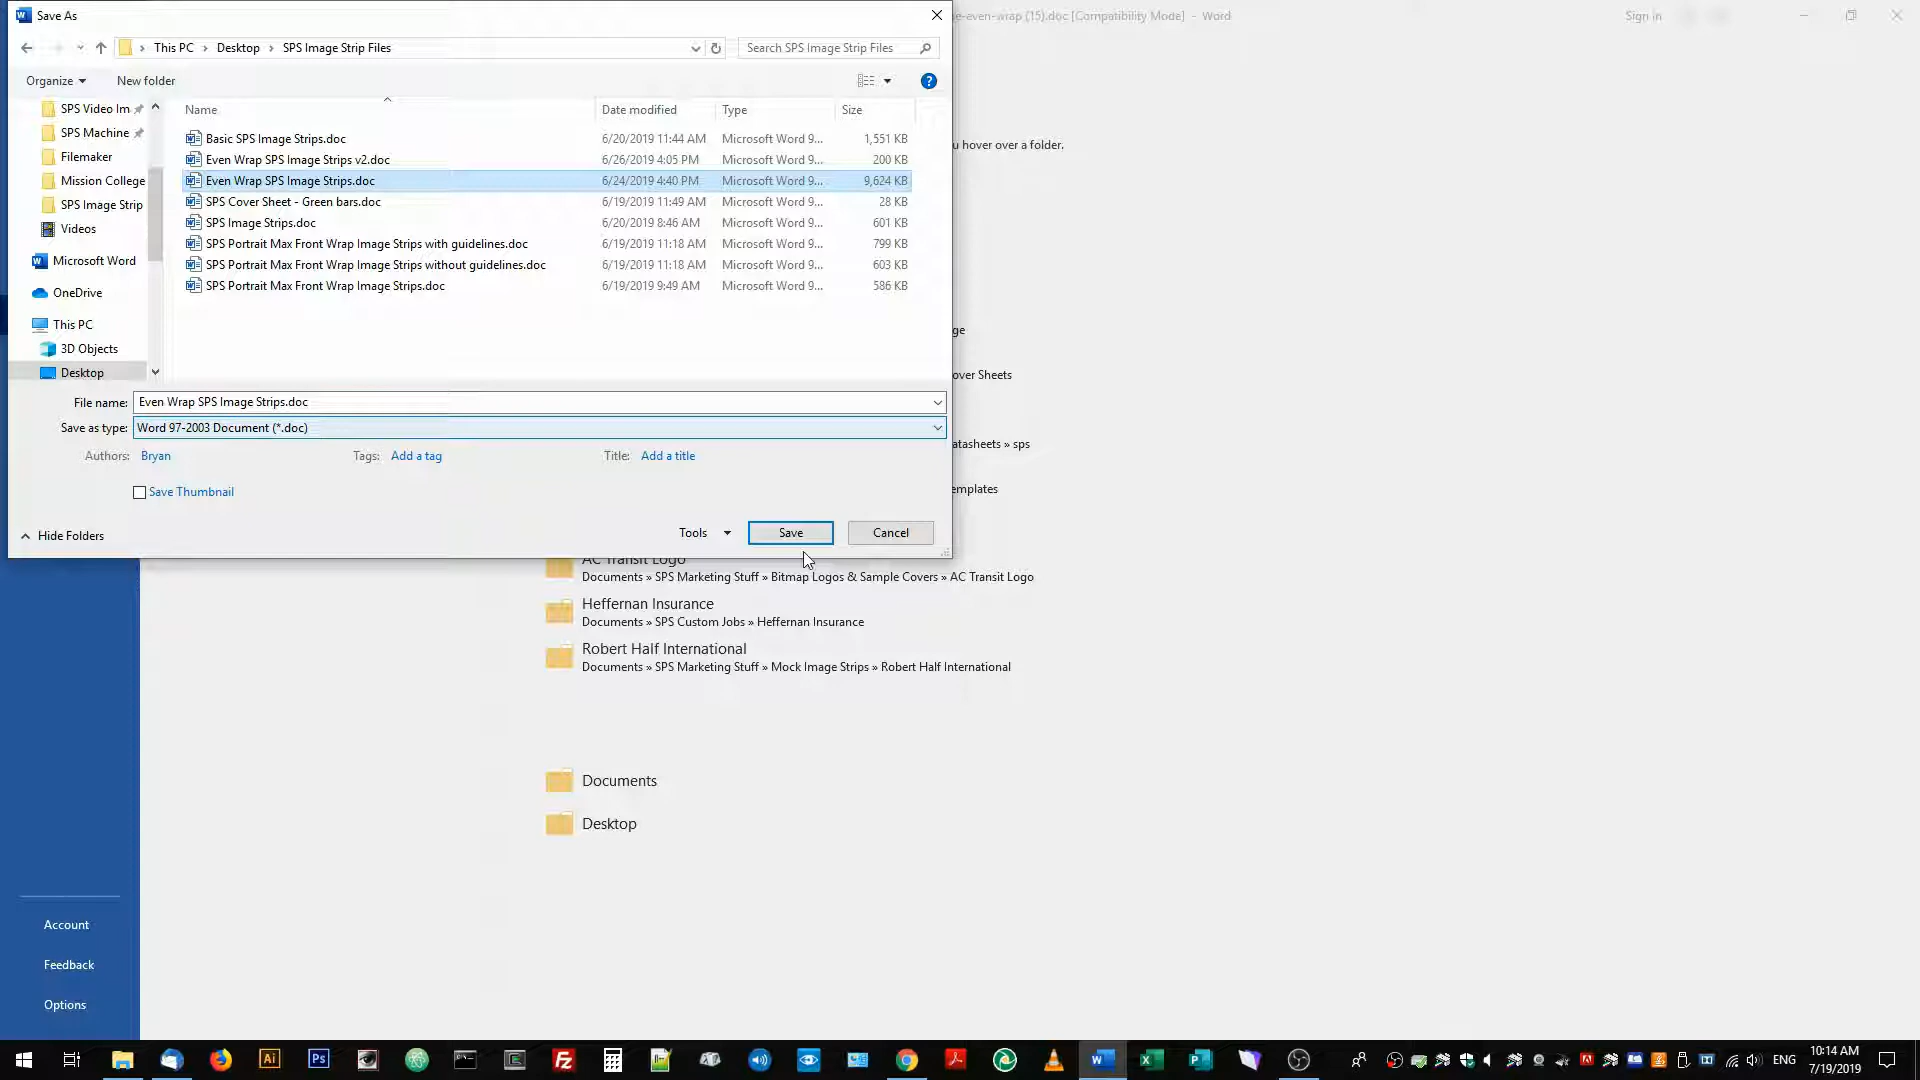 Save As
e-even-wrap (15).doc [Compatibility Mode] - Word
Sign in
This PC > Desktop > SPS Image Strip Files
Search SPS Image Strip Files
Organize
New folder
SPS Video Im
SPS Machine
Filemaker
Mission College
SPS Image Strip
Videos
Microsoft Word
OneDrive
This PC
3D Objects
Desktop
Name Date modified Type Size
Basic SPS Image Strips.doc 6/20/2019 11:44 AM Microsoft Word 9... 1,551 KB
Even Wrap SPS Image Strips v2.doc 6/26/2019 4:05 PM Microsoft Word 9... 200 KB
Even Wrap SPS Image Strips.doc 6/24/2019 4:40 PM Microsoft Word 9... 9,624 KB
SPS Cover Sheet - Green bars.doc 6/19/2019 11:49 AM Microsoft Word 9... 28 KB
SPS Image Strips.doc 6/20/2019 8:46 AM Microsoft Word 9... 601 KB
SPS Portrait Max Front Wrap Image Strips with guidelines.doc 6/19/2019 11:18 AM Microsoft Word 9... 799 KB
SPS Portrait Max Front Wrap Image Strips without guidelines.doc 6/19/2019 11:18 AM Microsoft Word 9... 603 KB
SPS Portrait Max Front Wrap Image Strips.doc 6/19/2019 9:49 AM Microsoft Word 9... 586 KB
u hover over a folder.
ge
over Sheets
atasheets » sps
emplates
File name: Even Wrap SPS Image Strips.doc
Save as type: Word 97-2003 Document (*.doc)
Authors: Bryan
Tags: Add a tag
Title: Add a title
Save Thumbnail
Hide Folders
Tools
Save
Cancel
AC Transit Logo
Documents » SPS Marketing Stuff » Bitmap Logos & Sample Covers » AC Transit Logo
Heffernan Insurance
Documents » SPS Custom Jobs » Heffernan Insurance
Robert Half International
Documents » SPS Marketing Stuff » Mock Image Strips » Robert Half International
Documents
Desktop
Account
Feedback
Options
ENG
10:14 AM
7/19/2019